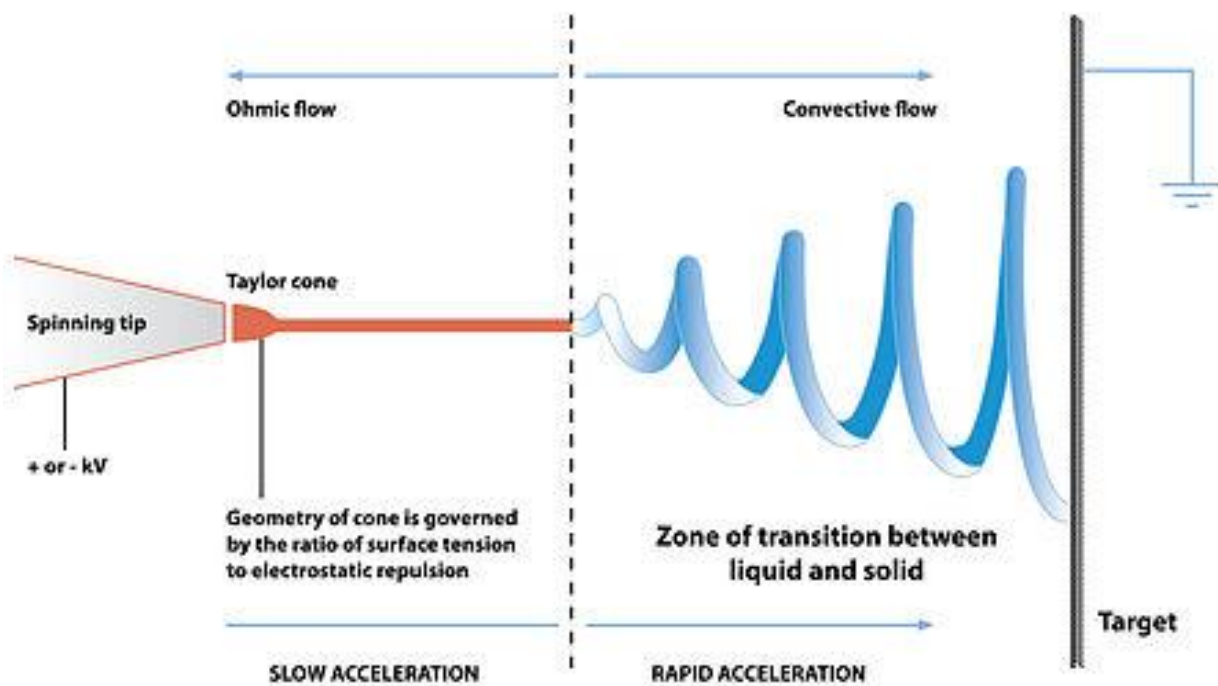 Ohmic flow
Convective flow
Taylor cone
Spinning tip
+ or - kV
Geometry of cone is governed
by the ratio of surface tension
to electrostatic repulsion
Zone of transition between
liquid and solid
Target
SLOW ACCELERATION
RAPID ACCELERATION